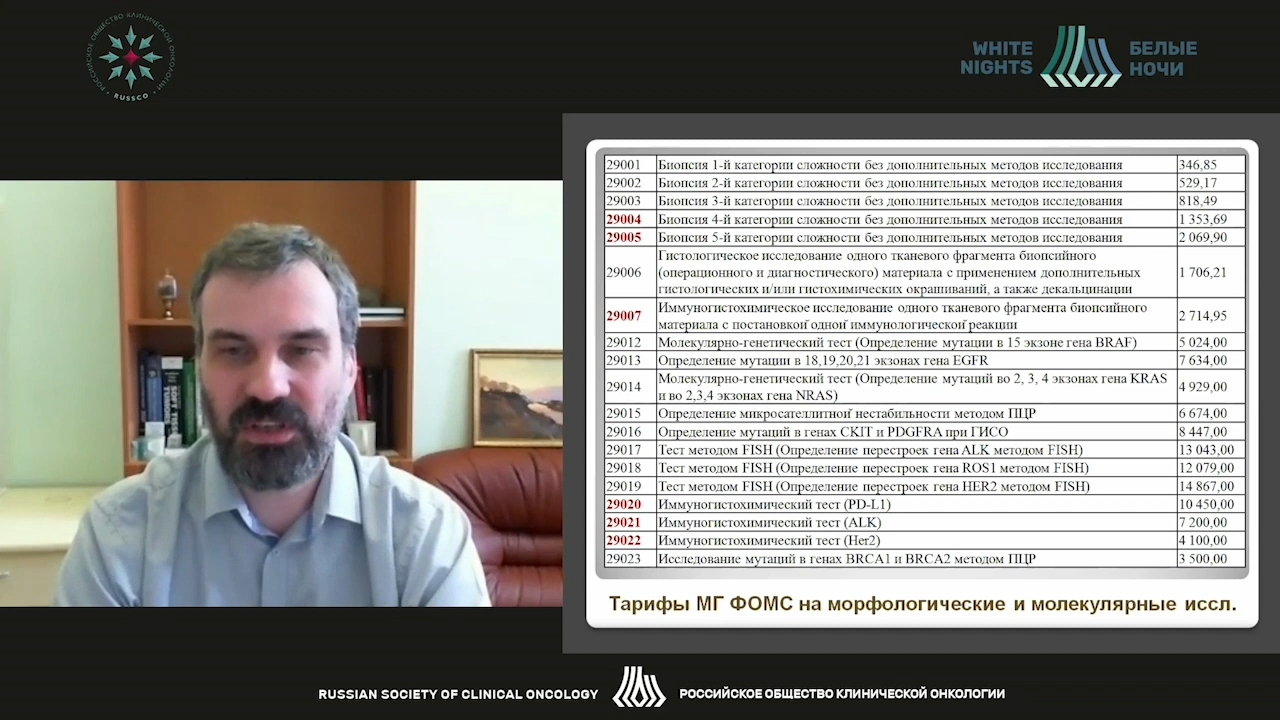 РОССИЙСКОЕ ОБЩЕСТВО КЛИНИЧЕСКОЙ ОНКОЛОГИИ
• RUSSCO •
WHITE
NIGHTS
БЕЛЫЕ
НОЧИ
29001 Биопсия 1-й категории сложности без дополнительных методов исследования 346,85
29002 Биопсия 2-й категории сложности без дополнительных методов исследования 529,17
29003 Биопсия 3-й категории сложности без дополнительных методов исследования 818,49
29004 Биопсия 4-й категории сложности без дополнительных методов исследования 1 353,69
29005 Биопсия 5-й категории сложности без дополнительных методов исследования 2 069,90
Гистологическое исследование одного тканевого фрагмента биопсийного
29006 (операционного и диагностического) материала с применением дополнительных 1 706,21
гистологических и/или гистохимических окрашиваний, а также декальцинации
29007 Иммуногистохимическое исследование одного тканевого фрагмента биопсийного 2 714,95
материала с постановкой одной иммунологической реакции
29012 Молекулярно-генетический тест (Определение мутации в 15 экзоне гена BRAF) 5 024,00
29013 Определение мутации в 18,19,20,21 экзонах гена EGFR 7 634,00
29014 Молекулярно-генетический тест (Определение мутаций во 2, 3, 4 экзонах гена KRAS 4 929,00
и во 2,3,4 экзонах гена NRAS)
29015 Определение микросателлитной нестабильности методом ПЦР 6 674,00
29016 Определение мутаций в генах CKIT и PDGFRA при ГИСО 8 447,00
29017 Тест методом FISH (Определение перестроек гена ALK методом FISH) 13 043,00
29018 Тест методом FISH (Определение перестроек гена ROS1 методом FISH) 12 079,00
29019 Тест методом FISH (Определение перестроек гена HER2 методом FISH) 14 867,00
29020 Иммуногистохимический тест (PD-L1) 10 450,00
29021 Иммуногистохимический тест (ALK) 7 200,00
29022 Иммуногистохимический тест (Her2) 4 100,00
29023 Исследование мутаций в генах BRCA1 и BRCA2 методом ПЦР 3 500,00
Тарифы МГ ФОМС на морфологические и молекулярные иссл.
SOFT TISSUE
TUMORS
RUSSIAN SOCIETY OF CLINICAL ONCOLOGY
РОССИЙСКОЕ ОБЩЕСТВО КЛИНИЧЕСКОЙ ОНКОЛОГИИ